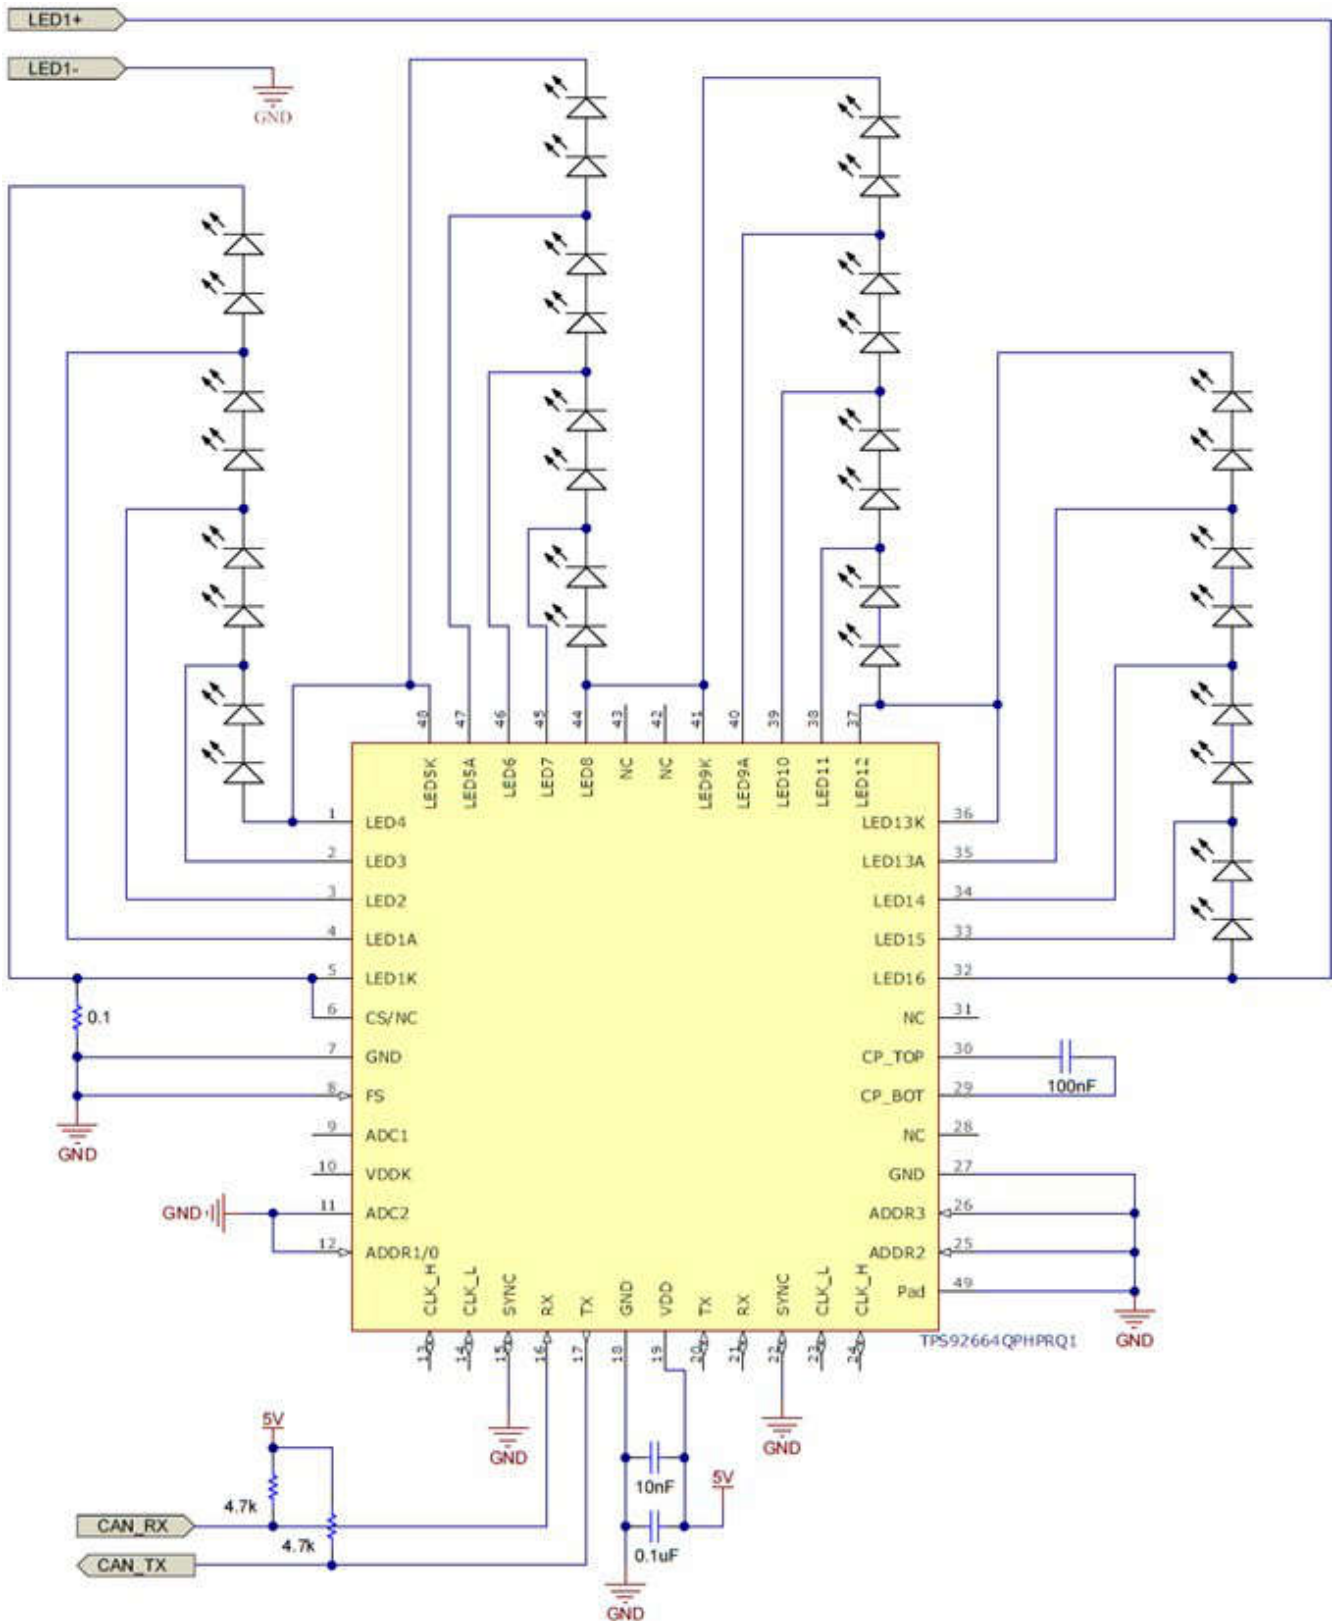 LED1+
LED1-
GND
48
47
46
45
44
43
42
41
40
39
38
37
LED5K
LED5A
LED6
LED7
LED8
NC
NC
LED9K
LED9A
LED10
LED11
LED12
1 LED4
2 LED3
3 LED2
4 LED1A
5 LED1K
6 CS/NC
7 GND
8 FS
9 ADC1
10 VDDK
11 ADC2
12 ADDR1/0
0.1
GND
GND
LED13K 36
LED13A 35
LED14 34
LED15 33
LED16 32
NC 31
CP_TOP 30
CP_BOT 29
NC 28
GND 27
ADDR3 26
ADDR2 25
Pad 49
100nF
GND
TPS92664QPHPRQ1
CLK_H
CLK_L
SYNC
RX
TX
GND
VDD
TX
RX
SYNC
CLK_L
CLK_H
13
14
15
16
17
18
19
20
21
22
23
24
GND
GND
5V
4.7k
4.7k
CAN_RX
CAN_TX
10nF
0.1uF
5V
GND